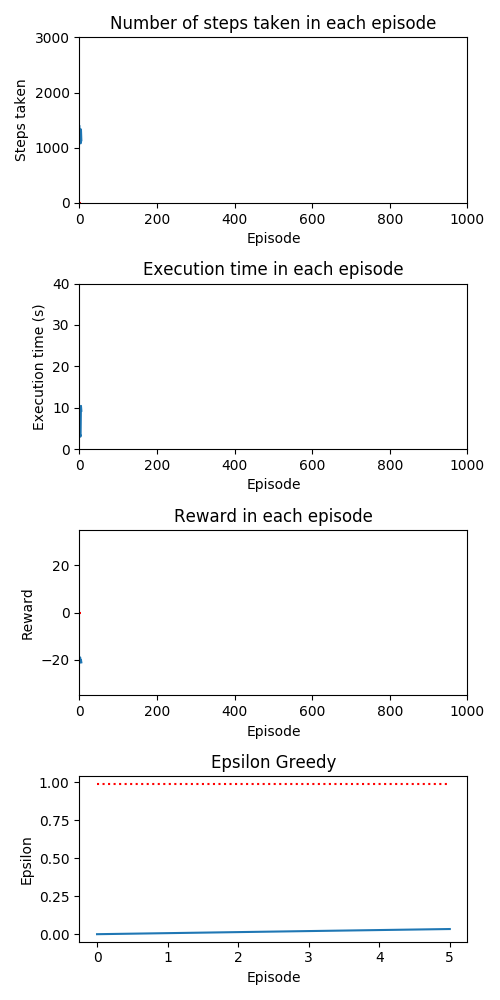 Number of steps taken in each episode
3000
2000
1000
0
Steps taken
0 200 400 600 800 1000
Episode
Execution time in each episode
40
30
20
10
0
Execution time (s)
0 200 400 600 800 1000
Episode
Reward in each episode
20
0
−20
Reward
0 200 400 600 800 1000
Episode
Epsilon Greedy
1.00
0.75
0.50
0.25
0.00
Epsilon
0 1 2 3 4 5
Episode